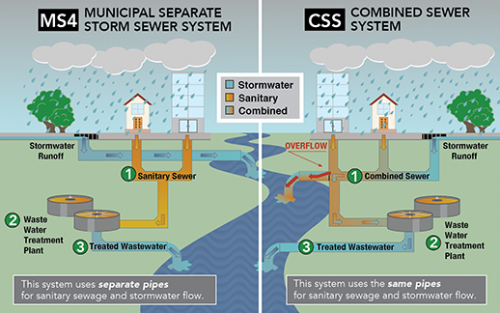 MS4 MUNICIPAL SEPARATE
STORM SEWER SYSTEM
CSS COMBINED SEWER
SYSTEM
Stormwater
Sanitary
Combined
Stormwater
Runoff
1 Sanitary Sewer
2 Waste
Water
Treatment
Plant
3 Treated Wastewater
This system uses separate pipes
for sanitary sewage and stormwater flow.
OVERFLOW
Stormwater
Runoff
1 Combined Sewer
3 Treated Wastewater
2
Waste
Water
Treatment
Plant
This system uses the same pipes
for sanitary sewage and stormwater flow.